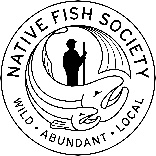 NATIVE FISH SOCIETY
WILD • ABUNDANT • LOCAL